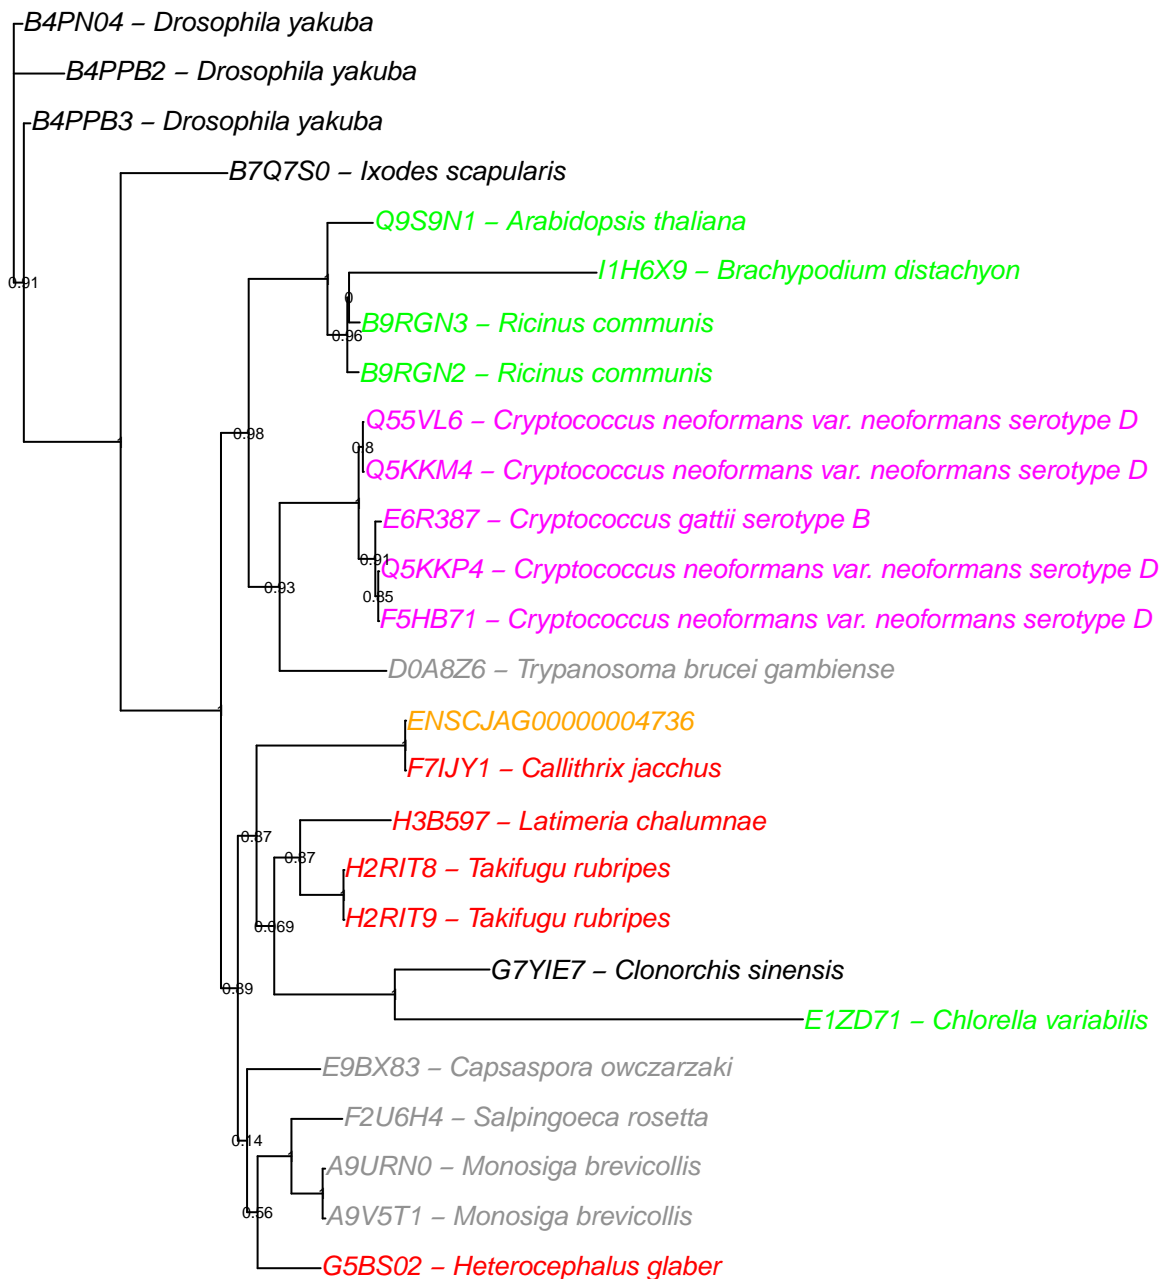 B4PN04 – Drosophila yakuba
B4PPB2 – Drosophila yakuba
B4PPB3 – Drosophila yakuba
B7Q7S0 – Ixodes scapularis
Q9S9N1 – Arabidopsis thaliana
I1H6X9 – Brachypodium distachyon
0.91
0
B9RGN3 – Ricinus communis
0.96
B9RGN2 – Ricinus communis
Q55VL6 – Cryptococcus neoformans var. neoformans serotype D
0.98
0.8
Q5KKM4 – Cryptococcus neoformans var. neoformans serotype D
E6R387 – Cryptococcus gattii serotype B
0.91
Q5KKP4 – Cryptococcus neoformans var. neoformans serotype D
0.93
0.85
F5HB71 – Cryptococcus neoformans var. neoformans serotype D
D0A8Z6 – Trypanosoma brucei gambiense
ENSCJAG00000004736
F7IJY1 – Callithrix jacchus
H3B597 – Latimeria chalumnae
0.87
0.87
H2RIT8 – Takifugu rubripes
H2RIT9 – Takifugu rubripes
0.069
G7YIE7 – Clonorchis sinensis
0.89
E1ZD71 – Chlorella variabilis
E9BX83 – Capsaspora owczarzaki
F2U6H4 – Salpingoeca rosetta
0.14
A9URN0 – Monosiga brevicollis
0.56
A9V5T1 – Monosiga brevicollis
G5BS02 – Heterocephalus glaber